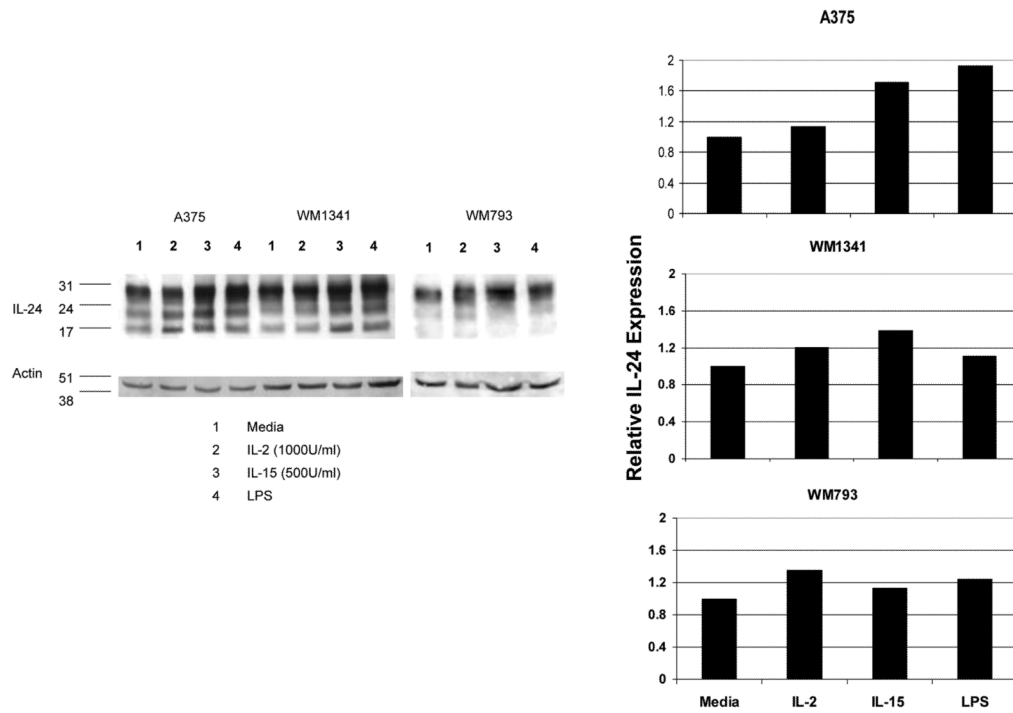 A375 WM1341 WM793
1 2 3 4 1 2 3 4 1 2 3 4
31
IL-24 24
17
Actin 51
38
1 Media
2 IL-2 (1000U/ml)
3 IL-15 (500U/ml)
4 LPS
Relative IL-24 Expression
A375
2
1.6
1.2
0.8
0.4
0
WM1341
2
1.6
1.2
0.8
0.4
0
WM793
2
1.6
1.2
0.8
0.4
0
Media IL-2 IL-15 LPS